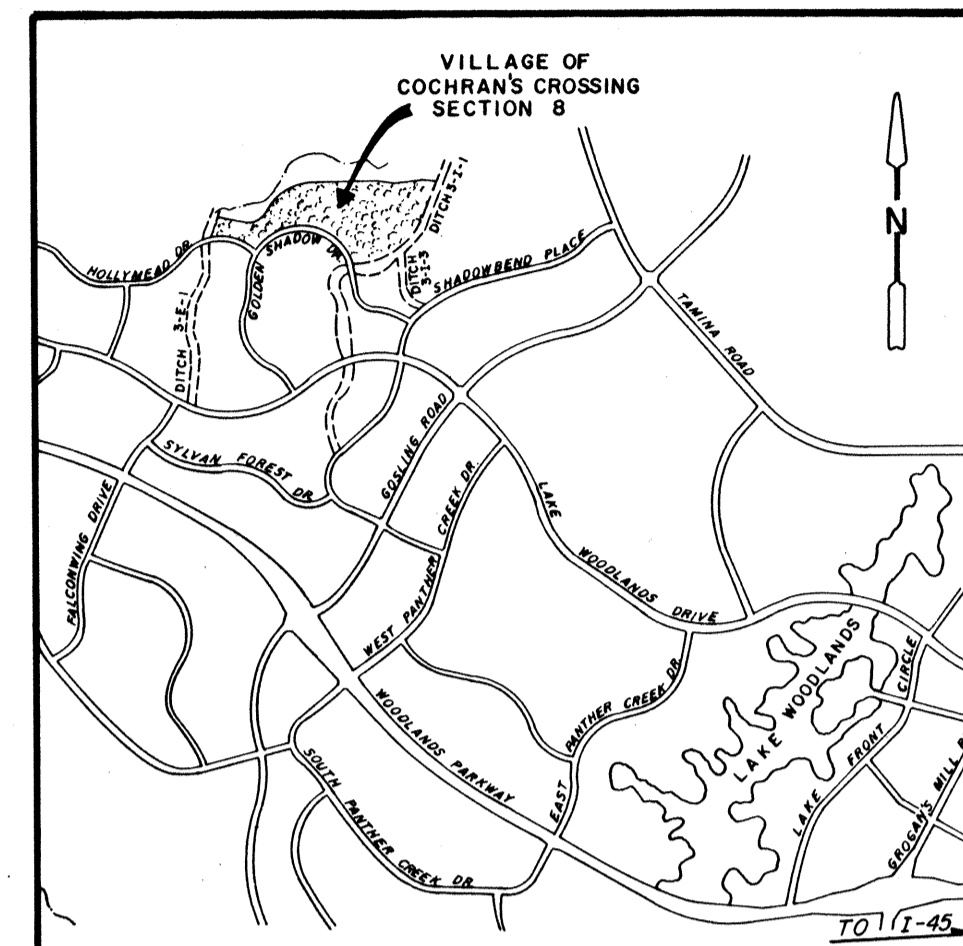 VILLAGE OF
COCHRAN'S CROSSING
SECTION 8
N
HOLLYMEAD DR.
GOLDEN SHADOW DR.
DITCH 3-I-1
DITCH
3-I-3
SHADOWBEND PLACE
DITCH 3-E-1
TAMINA ROAD
SYLVAN FOREST DR.
GOSLING ROAD
FALCONWING DRIVE
WEST PANTHER CREEK DR.
LAKE WOODLANDS DRIVE
WOODLANDS PARKWAY
EAST PANTHER CREEK DR.
SOUTH PANTHER CREEK DR.
LAKE WOODLANDS
LAKE FRONT CIRCLE
GROGAN'S MILL R
TO I-45